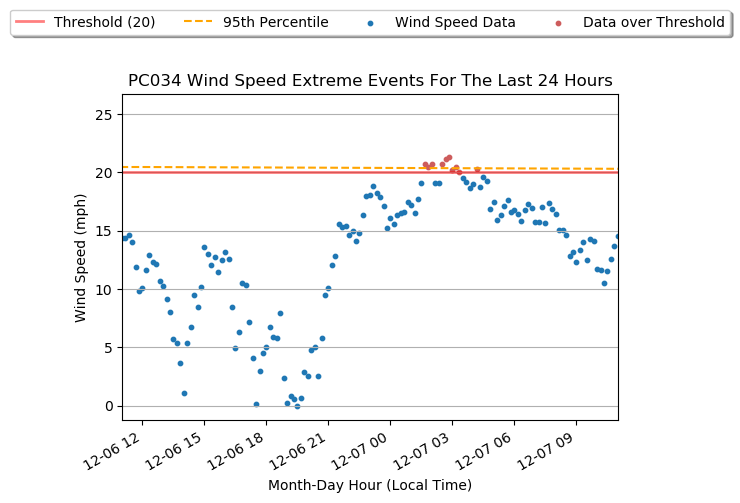 Threshold (20) 95th Percentile Wind Speed Data Data over Threshold
PC034 Wind Speed Extreme Events For The Last 24 Hours
25
20
15
10
5
0
Wind Speed (mph)
12-06 12 12-06 15 12-06 18 12-06 21 12-07 00 12-07 03 12-07 06 12-07 09
Month-Day Hour (Local Time)